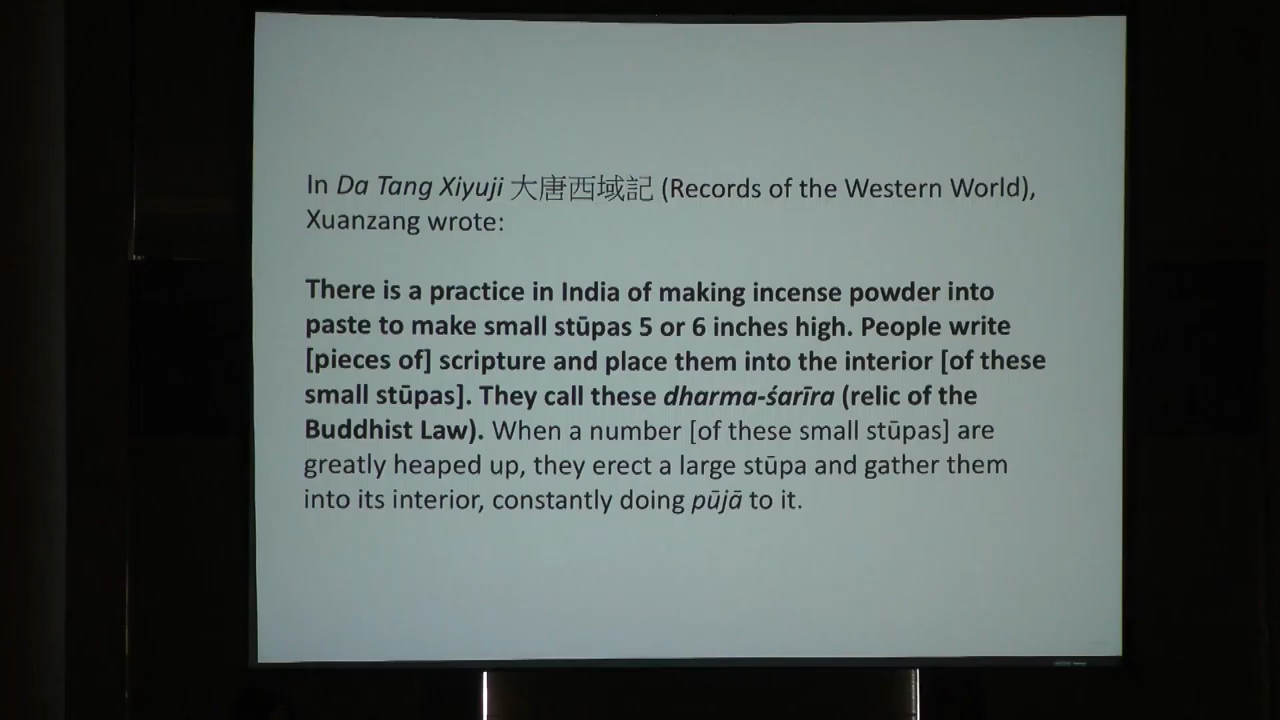 In Da Tang Xiyuji 大唐西域記 (Records of the Western World),
Xuanzang wrote:
There is a practice in India of making incense powder into
paste to make small stūpas 5 or 6 inches high. People write
[pieces of] scripture and place them into the interior [of these
small stūpas]. They call these dharma-śarīra (relic of the
Buddhist Law). When a number [of these small stūpas] are
greatly heaped up, they erect a large stūpa and gather them
into its interior, constantly doing pūjā to it.